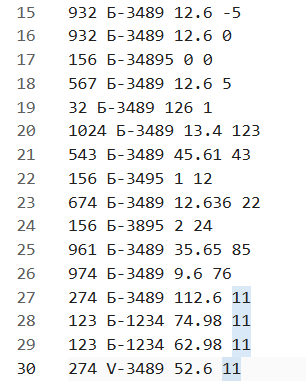 15 932 Б-3489 12.6 -5
16 932 Б-3489 12.6 0
17 156 Б-34895 0 0
18 567 Б-3489 12.6 5
19 32 Б-3489 126 1
20 1024 Б-3489 13.4 123
21 543 Б-3489 45.61 43
22 156 Б-3495 1 12
23 674 Б-3489 12.636 22
24 156 Б-3895 2 24
25 961 Б-3489 35.65 85
26 974 Б-3489 9.6 76
27 274 Б-3489 112.6 11
28 123 Б-1234 74.98 11
29 123 Б-1234 62.98 11
30 274 V-3489 52.6 11